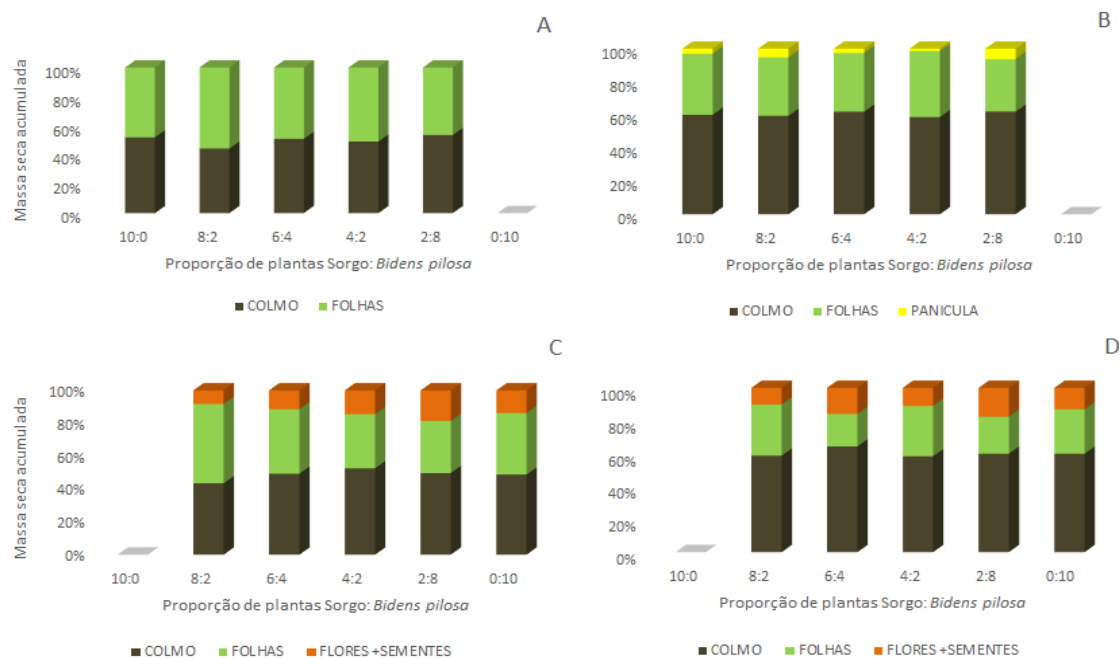 A
Massa seca acumulada
100%
80%
60%
40%
20%
0%
10:0 8:2 6:4 4:2 2:8 0:10
Proporção de plantas Sorgo: Bidens pilosa
COLMO FOLHAS
B
100%
80%
60%
40%
20%
0%
10:0 8:2 6:4 4:2 2:8 0:10
Proporção de plantas Sorgo: Bidens pilosa
COLMO FOLHAS PANICULA
C
Massa seca acumulada
100%
80%
60%
40%
20%
0%
10:0 8:2 6:4 4:2 2:8 0:10
Proporção de plantas Sorgo: Bidens pilosa
COLMO FOLHAS FLORES +SEMENTES
D
100%
80%
60%
40%
20%
0%
10:0 8:2 6:4 4:2 2:8 0:10
Proporção de plantas Sorgo: Bidens pilosa
COLMO FOLHAS FLORES +SEMENTES